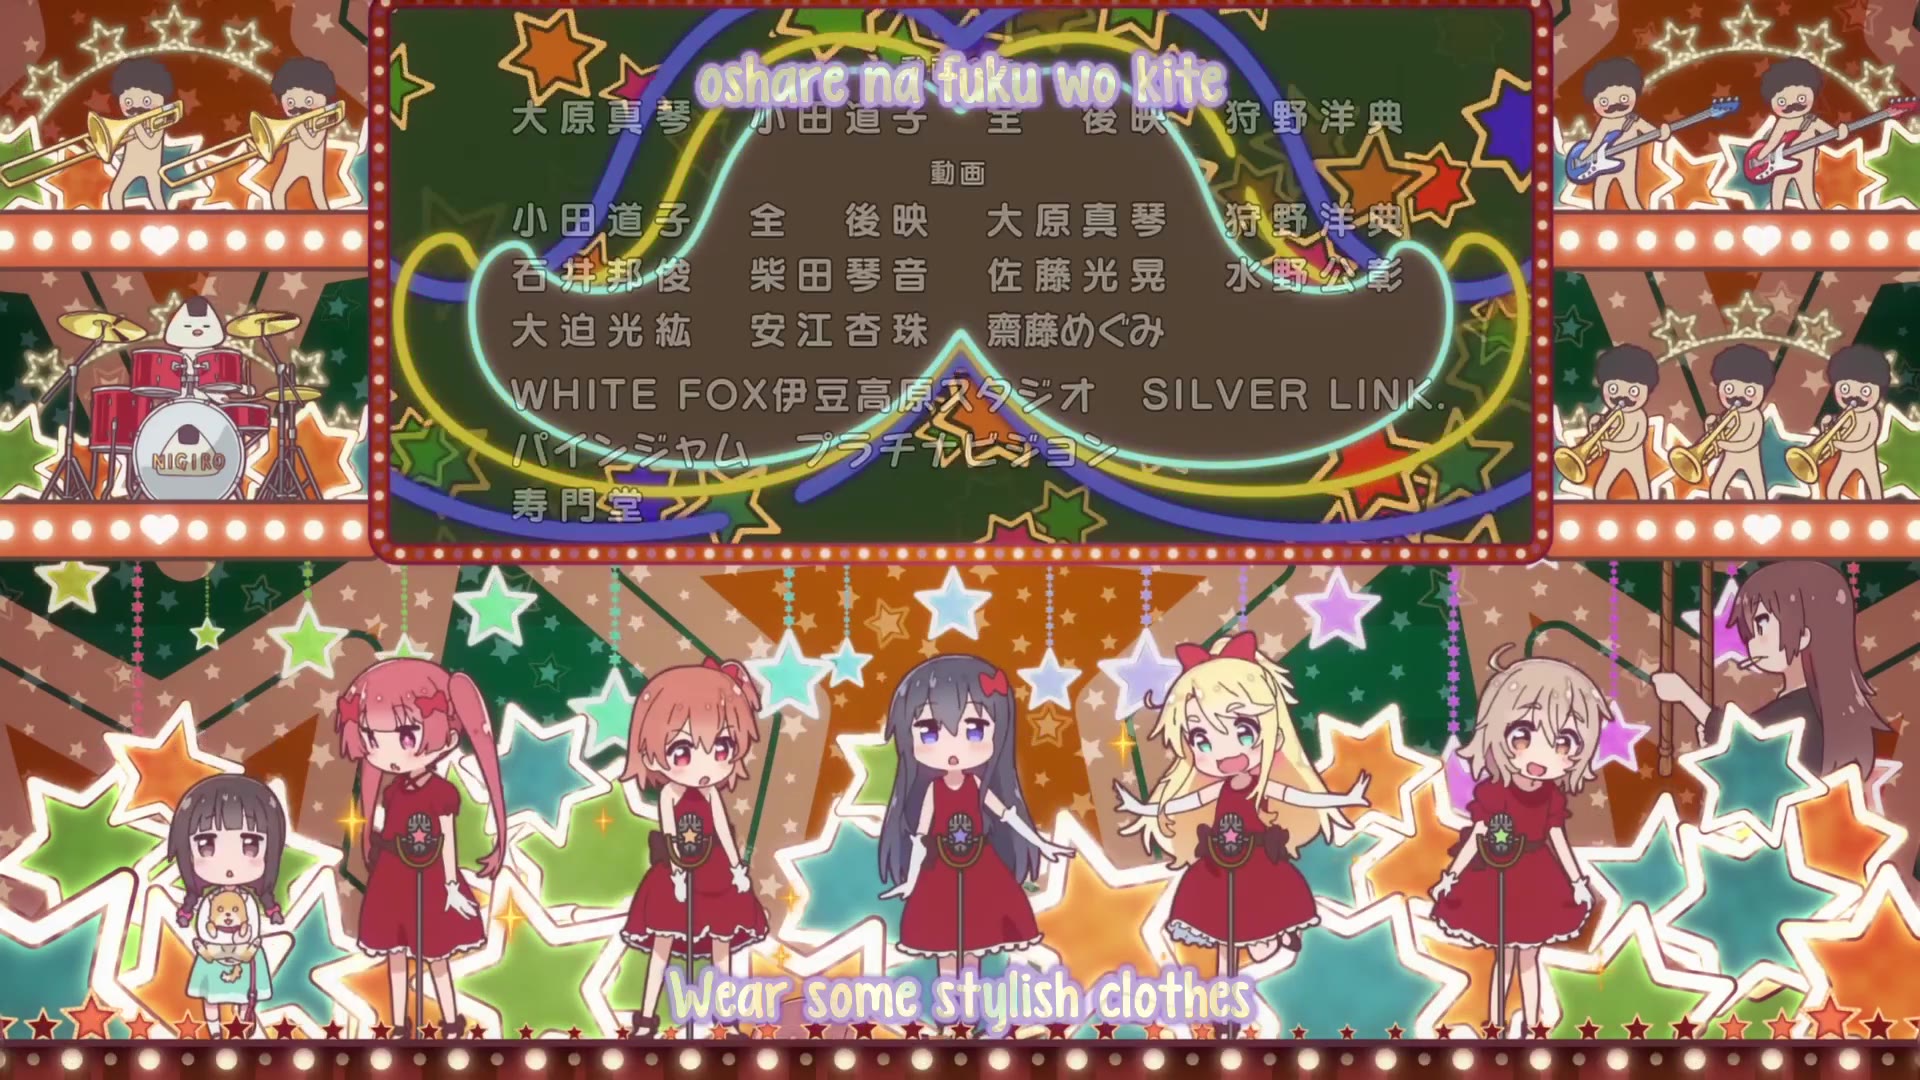 oshare na fuku wo kite
大原真琴 小田道子 全 後映 狩野洋典
動画
小田道子 全 後映 大原真琴 狩野洋典
石井邦俊 柴田琴音 佐藤光晃 水野公彰
大迫光紘 安江杏珠 齋藤めぐみ
WHITE FOX伊豆高原スタジオ SILVER LINK.
パインジャム プラチナビジョン
寿門堂
NIGIRO
Wear some stylish clothes